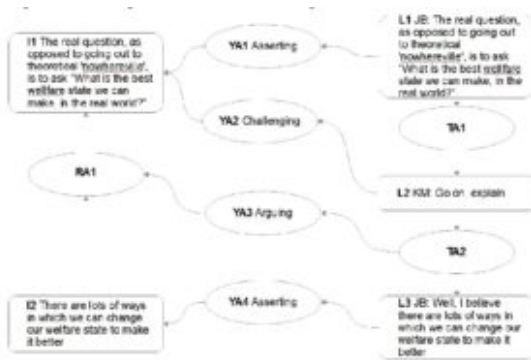 I1 The real question, as
opposed to going out to
theoretical 'nowhereville',
is to ask "What is the best
welfare state we can
make, in the real world?"
YA1 Asserting
L1 JB: The real question,
as opposed to going out
to theoretical
'nowhereville', is to ask
"What is the best wellfare
state we can make, in the
real world?"
YA2 Challenging
TA1
RA1
L2 KM: Go on, explain
YA3 Arguing
TA2
I2 There are lots of ways
in which we can change
our welfare state to make
it better
YA4 Asserting
L3 JB: Well, I believe
there are lots of ways in
which we can change our
welfare state to make it
better